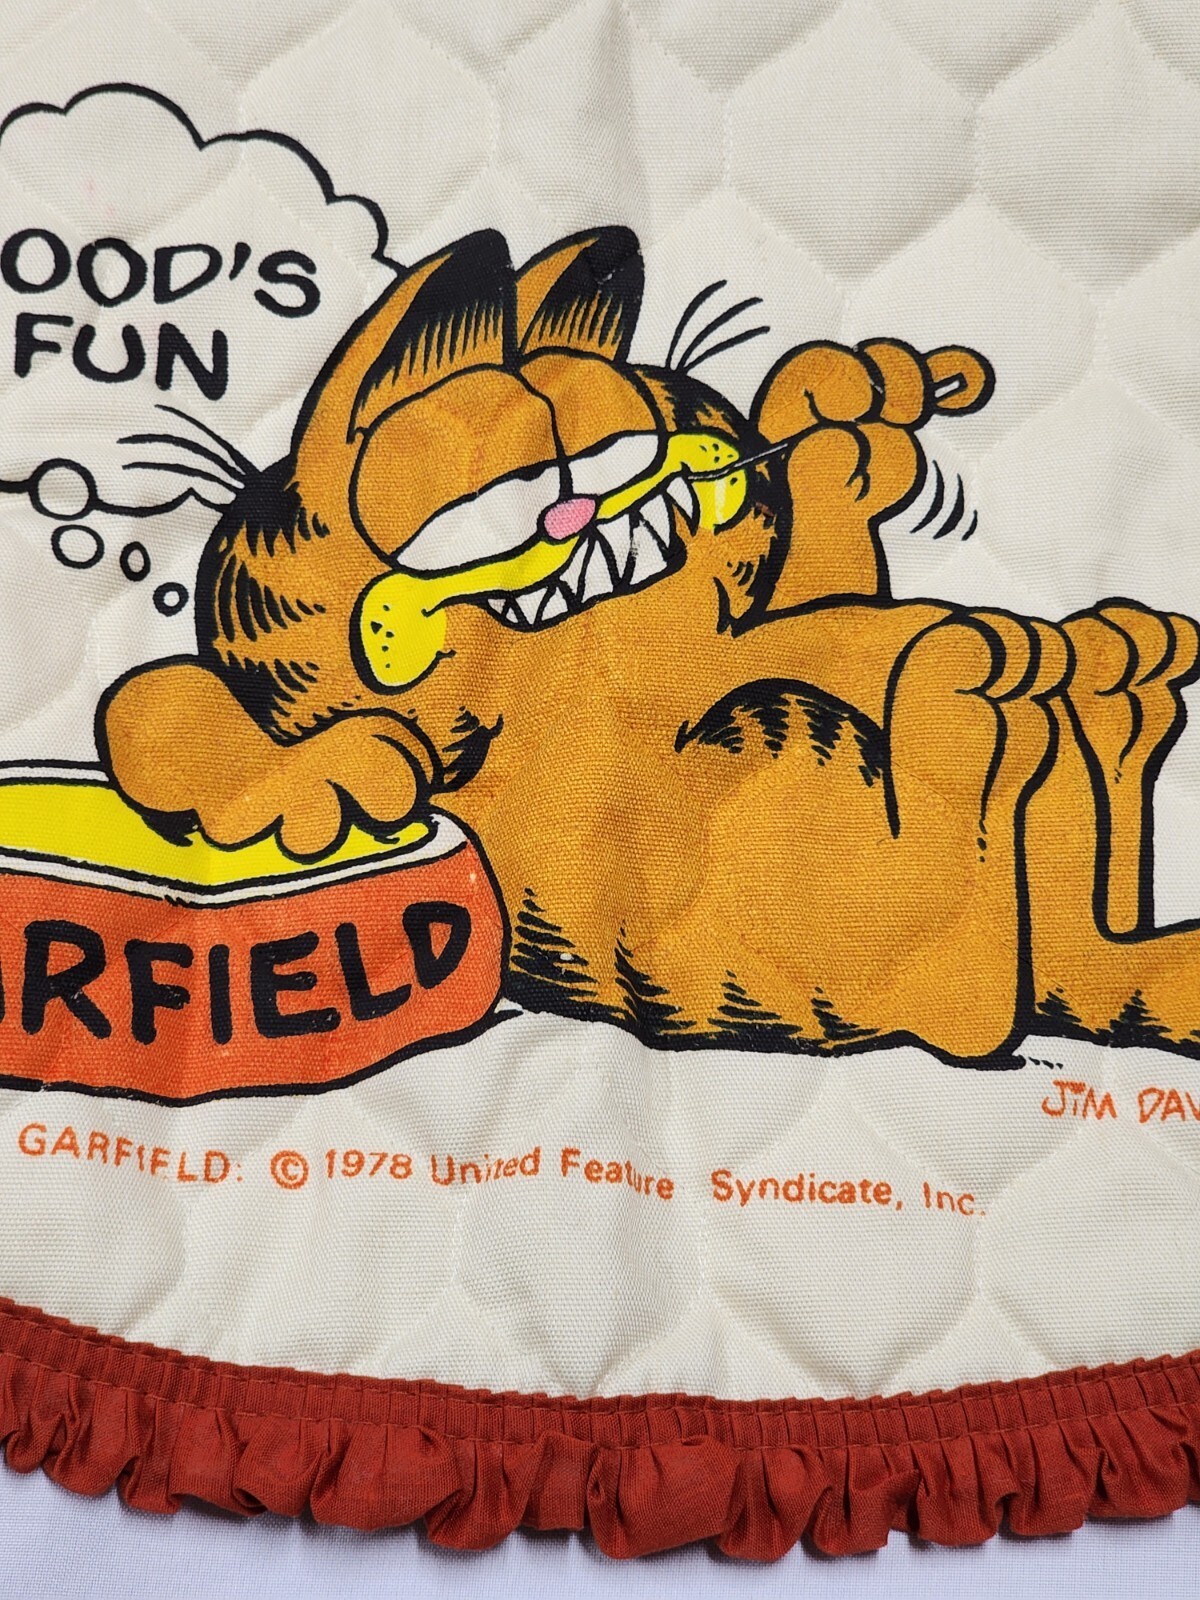 OOD'S
FUN
ARFIELD
JIM DAV
GARFIELD: © 1978 United Feature Syndicate, Inc.